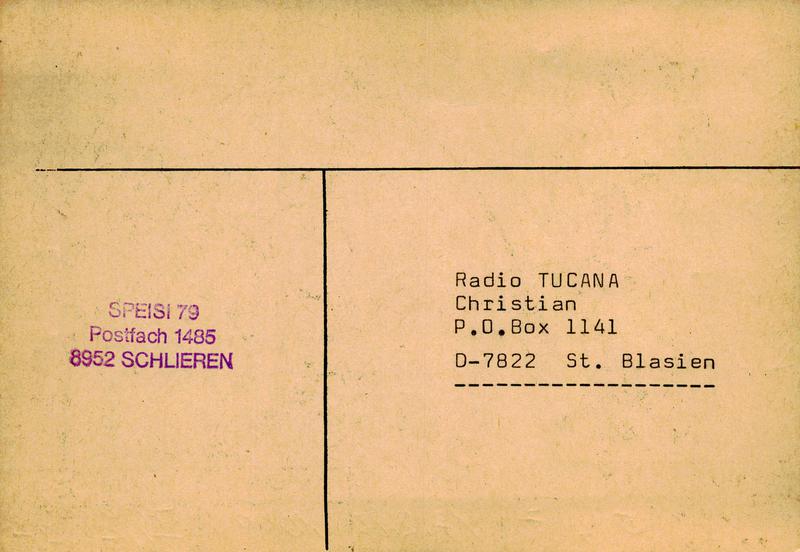 SPEISI 79
Postfach 1485
8952 SCHLIEREN
Radio TUCANA
Christian
P.O.Box 1141
D-7822 St. Blasien